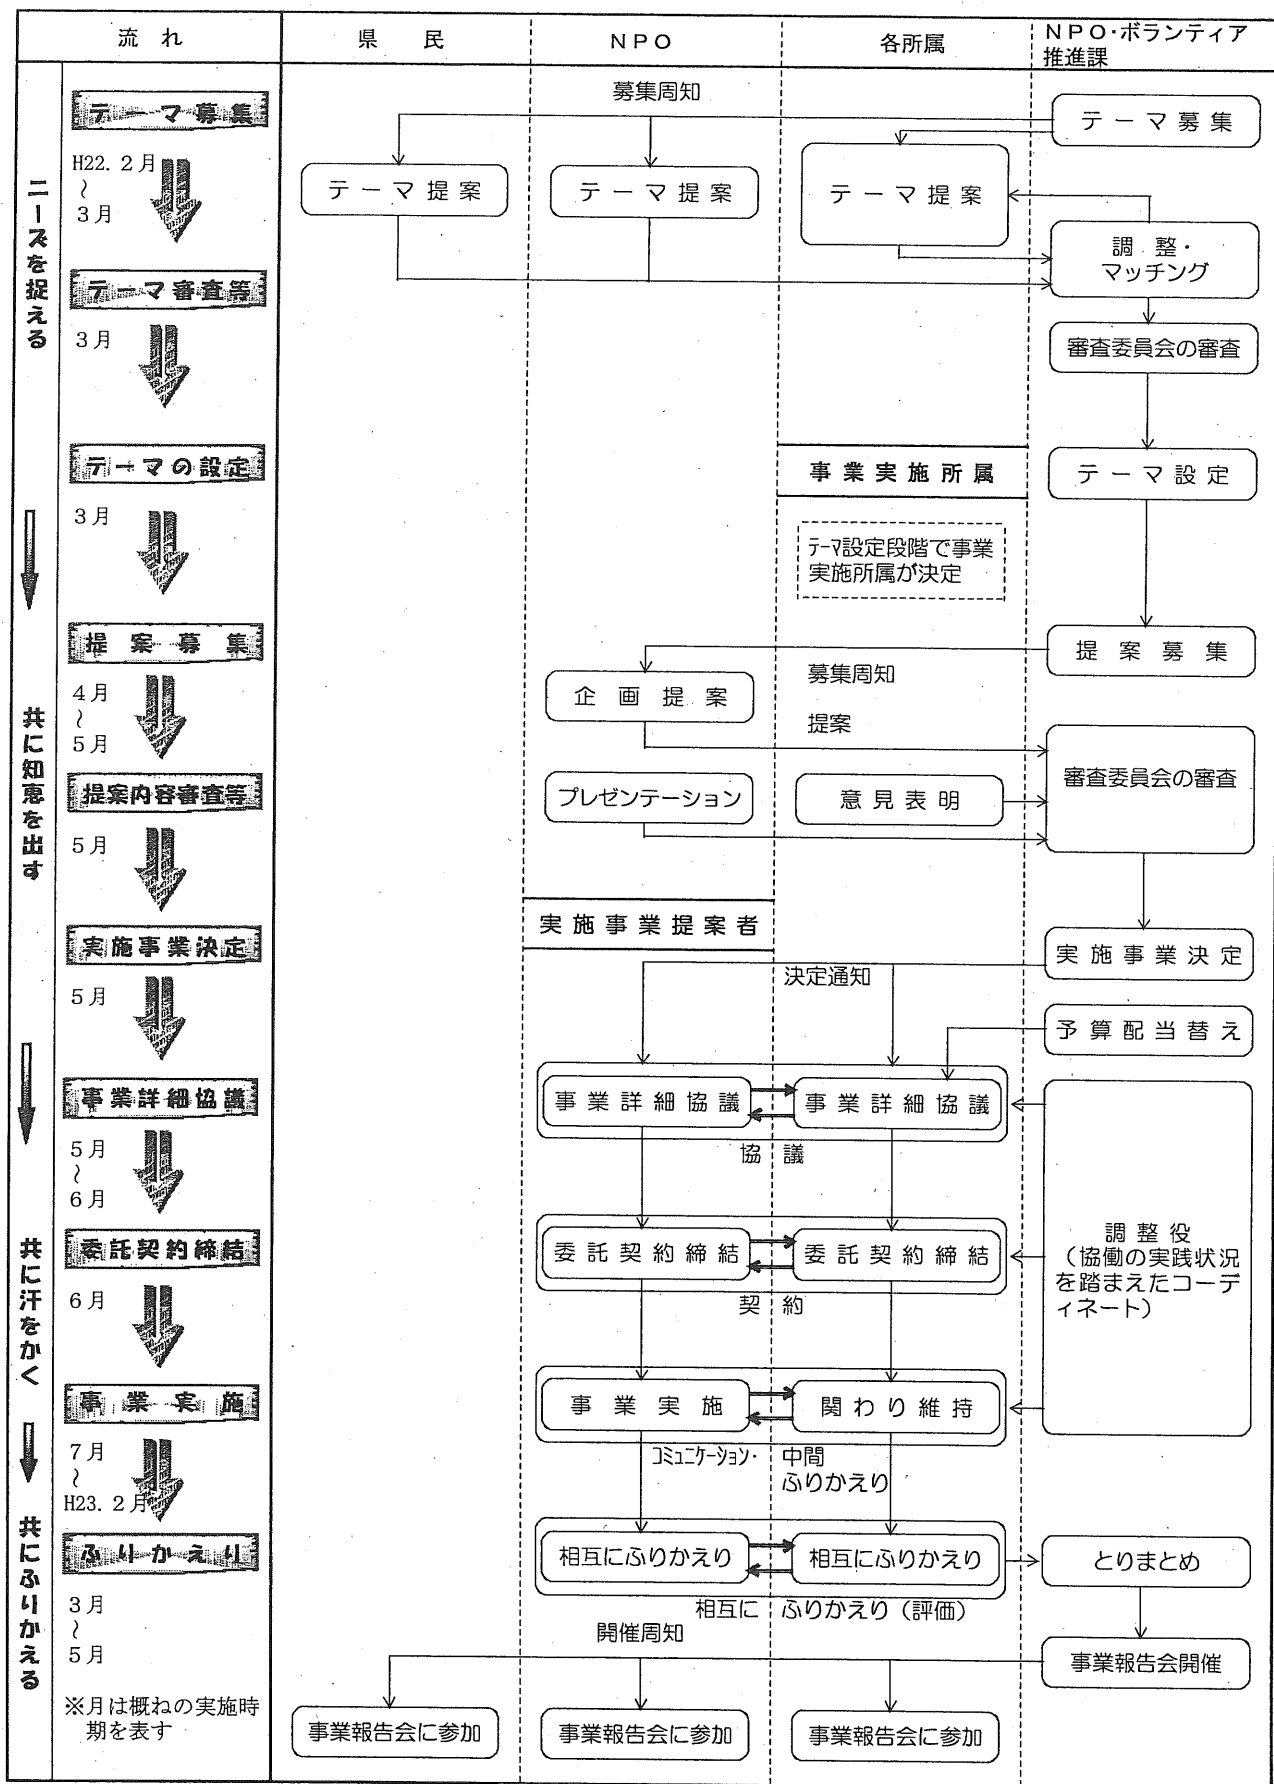 流れ
県民
NPO
各所属
NPO・ボランティア
推進課
ニーズを捉える
共に知恵を出す
共に汗をかく
共にふりかえる
テーマ募集
H22.2月
~
3月
テーマ審査等
3月
テーマの設定
3月
提案募集
4月
~
5月
提案内容審査等
5月
実施事業決定
5月
事業詳細協議
5月
~
6月
委託契約締結
6月
事業実施
7月
~
H23.2月
ふりかえり
3月
~
5月
※月は概ねの実施時
期を表す
募集周知
テーマ募集
テーマ提案
テーマ提案
テーマ提案
調整・
マッチング
審査委員会の審査
事業実施所属
テーマ設定
テーマ設定段階で事業
実施所属が決定
提案募集
募集周知
企画提案
提案
審査委員会の審査
プレゼンテーション
意見表明
実施事業提案者
実施事業決定
決定通知
予算配当替え
事業詳細協議
事業詳細協議
協議
委託契約締結
委託契約締結
契約
調整役
(協働の実践状況
を踏まえたコーデ
ィネート)
事業実施
関わり維持
コミュニケーション・中間
ふりかえり
相互にふりかえり
相互にふりかえり
とりまとめ
相互にふりかえり(評価)
開催周知
事業報告会開催
事業報告会に参加
事業報告会に参加
事業報告会に参加